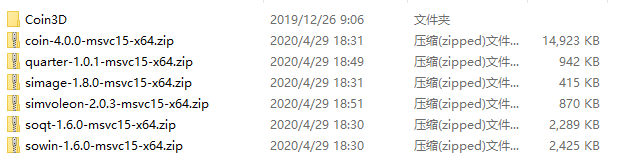 Coin3D 2019/12/26 9:06 文件夹
coin-4.0.0-msvc15-x64.zip 2020/4/29 18:31 压缩(zipped)文件... 14,923 KB
quarter-1.0.1-msvc15-x64.zip 2020/4/29 18:49 压缩(zipped)文件... 942 KB
simage-1.8.0-msvc15-x64.zip 2020/4/29 18:31 压缩(zipped)文件... 415 KB
simvoleon-2.0.3-msvc15-x64.zip 2020/4/29 18:51 压缩(zipped)文件... 870 KB
soqt-1.6.0-msvc15-x64.zip 2020/4/29 18:30 压缩(zipped)文件... 2,289 KB
sowin-1.6.0-msvc15-x64.zip 2020/4/29 18:30 压缩(zipped)文件... 2,425 KB